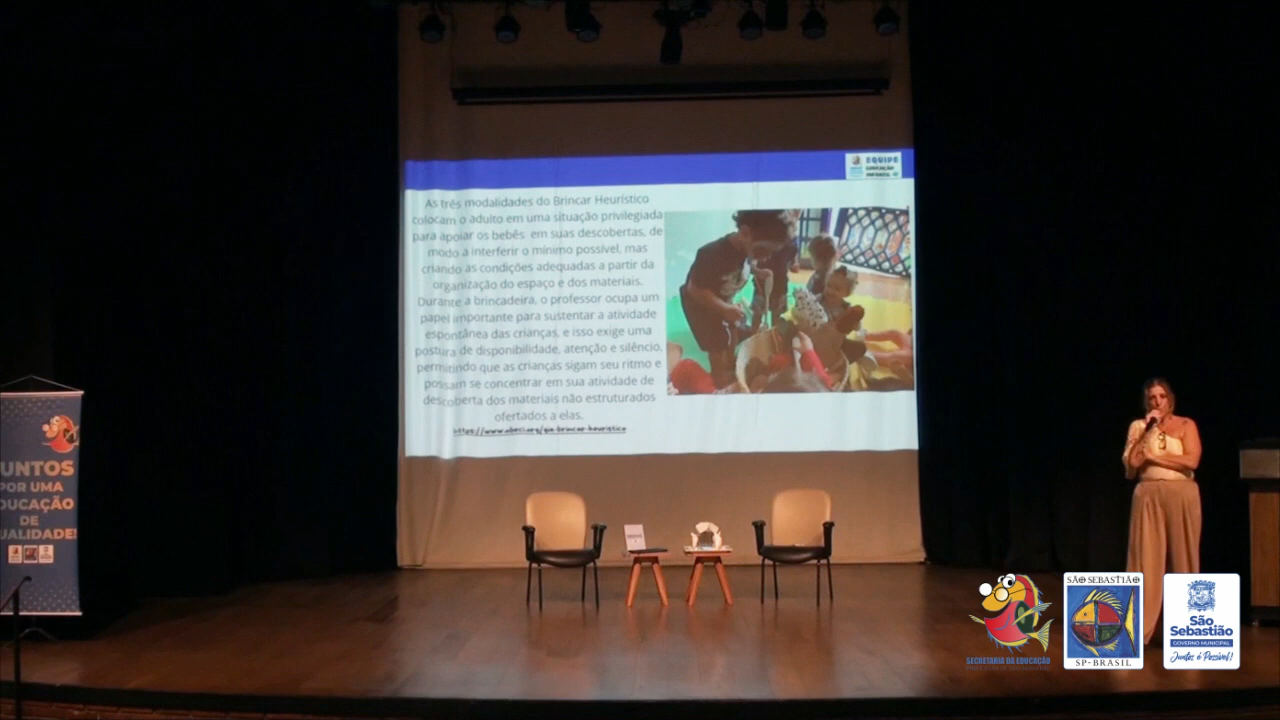 EQUIPE
EDUCAÇÃO
INFANTIL
As três modalidades do Brincar Heurístico
colocam o adulto em uma situação privilegiada
para apoiar os bebês em suas descobertas, de
modo a interferir o mínimo possível, mas
criando as condições adequadas a partir da
organização do espaço e dos materiais.
Durante a brincadeira, o professor ocupa um
papel importante para sustentar a atividade
espontânea das crianças, e isso exige uma
postura de disponibilidade, atenção e silêncio,
permitindo que as crianças sigam seu ritmo e
possam se concentrar em sua atividade de
descoberta dos materiais não estruturados
ofertados a elas.
UNTOS
POR UMA
DUCAÇÃO
DE
UALIDADE!
SECRETARIA DA EDUCAÇÃO
SÃO SEBASTIÃO
SP-BRASIL
São
Sebastião
GOVERNO MUNICIPAL
Juntos é Possível!